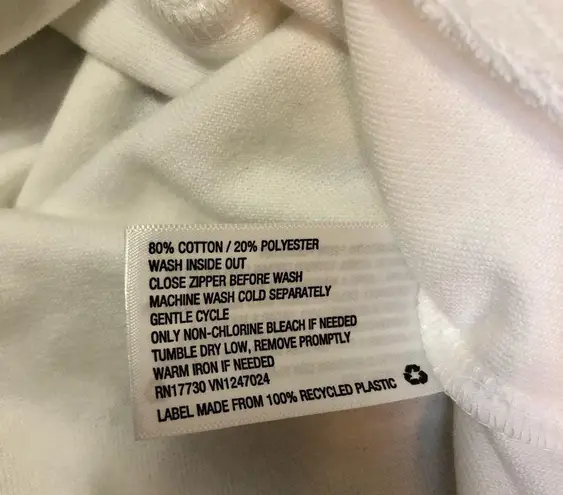 80% COTTON / 20% POLYESTER
WASH INSIDE OUT
CLOSE ZIPPER BEFORE WASH
MACHINE WASH COLD SEPARATELY
GENTLE CYCLE
ONLY NON-CHLORINE BLEACH IF NEEDED
TUMBLE DRY LOW, REMOVE PROMPTLY
WARM IRON IF NEEDED
RN17730 VN1247024
LABEL MADE FROM 100% RECYCLED PLASTIC